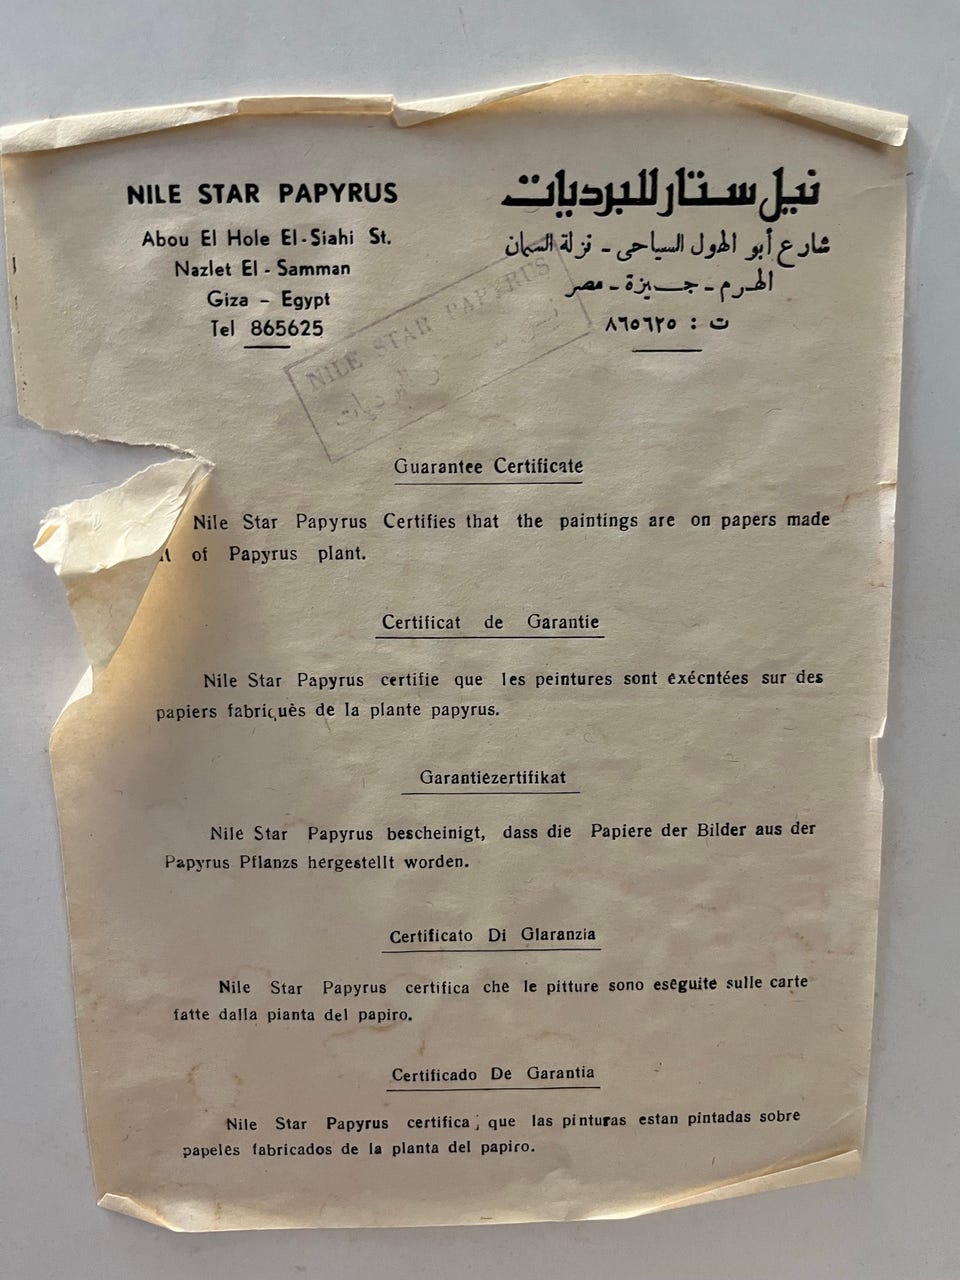 NILE STAR PAPYRUS
Abou El Hole El-Siahi St.
Nazlet El - Samman
Giza - Egypt
Tel 865625
نيل ستار للبرديات
شارع أبو الهول السياحى - نزلة السمان
الهرم - جيزة - مصر
ت : ٨٦٥٦٢٥
NILE STAR PAPYRUS
للبرديات
Guarantee Certificate
Nile Star Papyrus Certifies that the paintings are on papers made
of Papyrus plant.
Certificat de Garantie
Nile Star Papyrus certifie que les peintures sont exécntées sur des
papiers fabriquès de la plante papyrus.
Garantiezertifikat
Nile Star Papyrus bescheinigt, dass die Papiere der Bilder aus der
Papyrus Pflanzs hergestellt worden.
Certificato Di Glaranzia
Nile Star Papyrus certifica che le pitture sono eseguite sulle carte
fatte dalla pianta del papiro.
Certificado De Garantia
Nile Star Papyrus certifica; que las pinturas estan pintadas sobre
papeles fabricados de la planta del papiro.